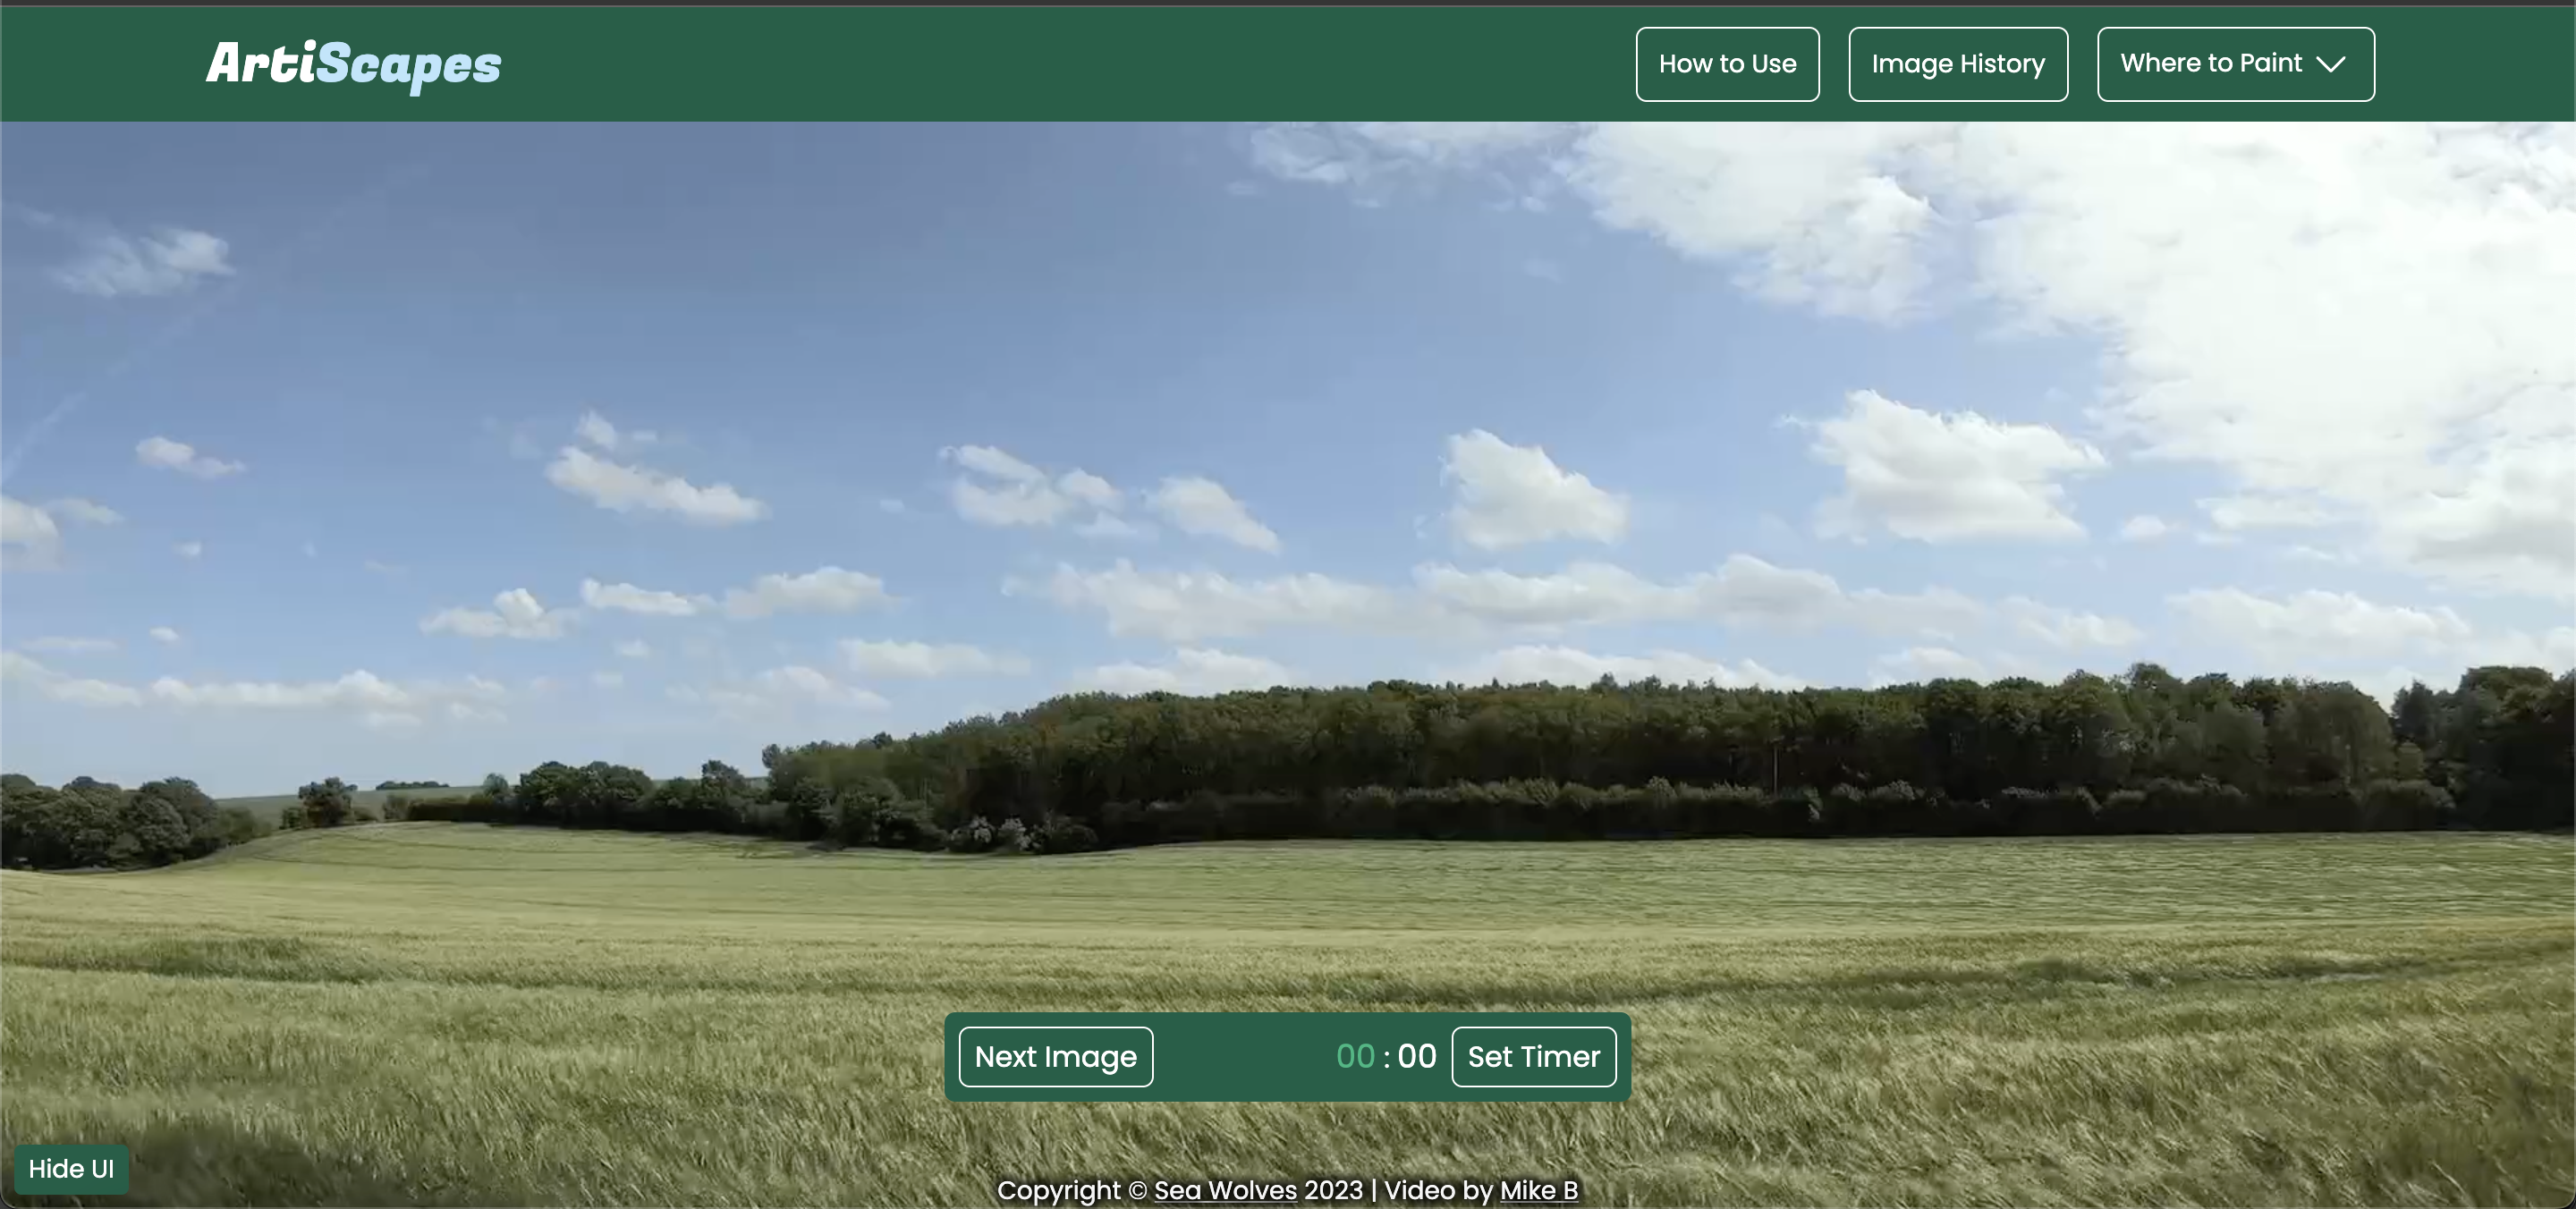 ArtiScapes
How to Use
Image History
Where to Paint
Next Image
00:00
Set Timer
Hide UI
Copyright © Sea Wolves 2023 | Video by Mike B